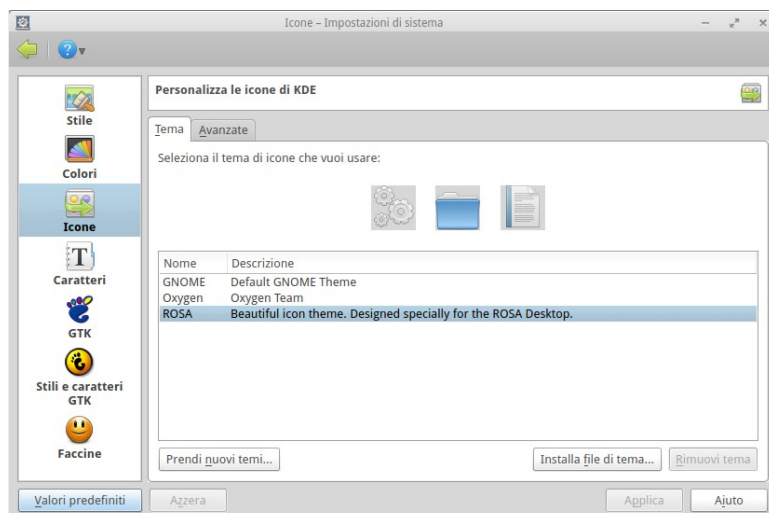 Icone – Impostazioni di sistema
Stile
Colori
Icone
Caratteri
GTK
Stili e caratteri
GTK
Faccine
Personalizza le icone di KDE
Tema Avanzate
Seleziona il tema di icone che vuoi usare:
Nome Descrizione
GNOME Default GNOME Theme
Oxygen Oxygen Team
ROSA Beautiful icon theme. Designed specially for the ROSA Desktop.
Prendi nuovi temi... Installa file di tema... Rimuovi tema
Valori predefiniti Azzera Applica Aiuto